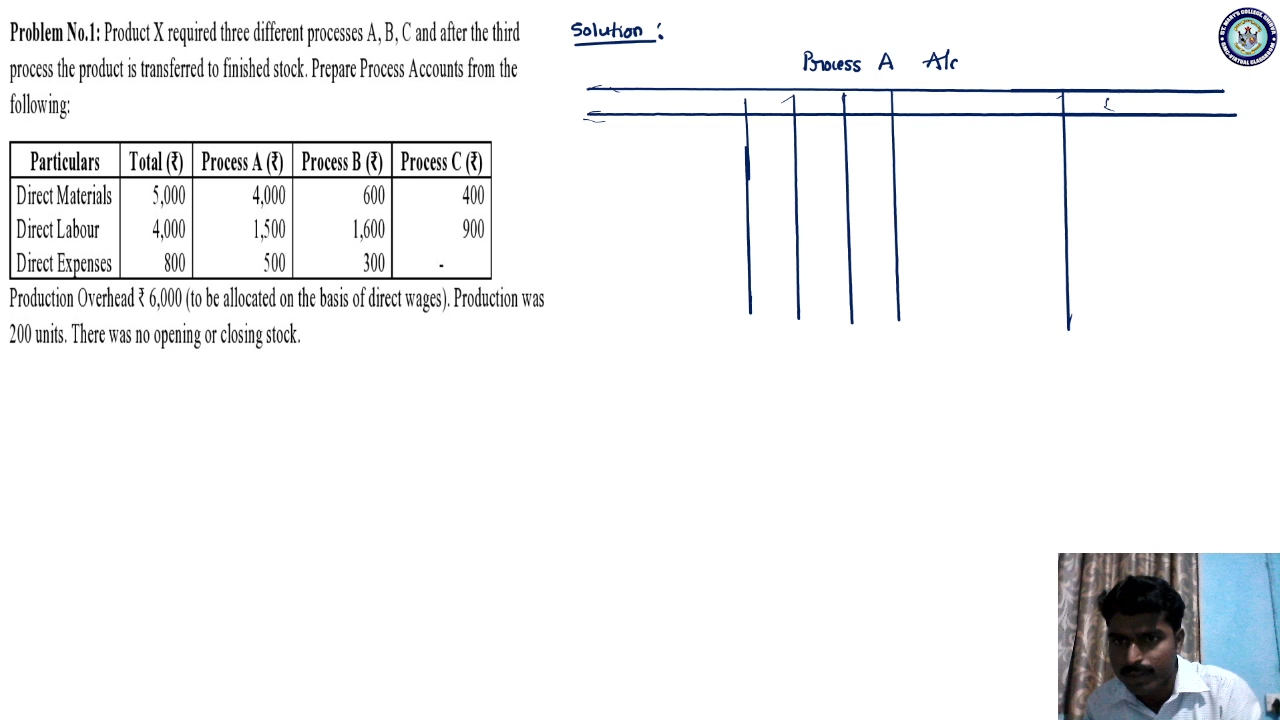 Problem No.1: Product X required three different processes A, B, C and after the third
process the product is transferred to finished stock. Prepare Process Accounts from the
following:
Particulars Total (₹) Process A (₹) Process B (₹) Process C (₹)
Direct Materials 5,000 4,000 600 400
Direct Labour 4,000 1,500 1,600 900
Direct Expenses 800 500 300 -
Production Overhead ₹ 6,000 (to be allocated on the basis of direct wages). Production was
200 units. There was no opening or closing stock.
Solution :
Process A A/c